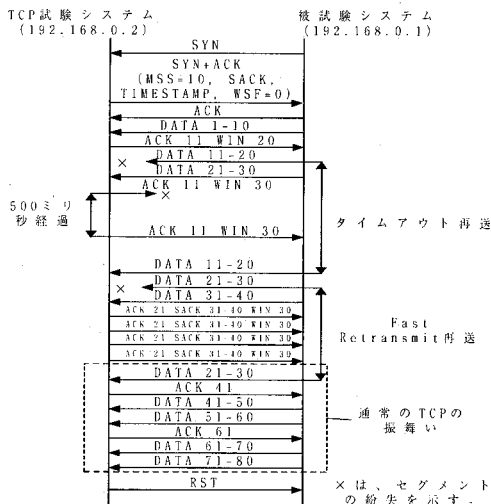 TCP試験システム
(192.168.0.2)
被試験システム
(192.168.0.1)
SYN
SYN+ACK
(MSS=10, SACK,
TIMESTAMP, WSF=0)
ACK
DATA 1-10
ACK 11 WIN 20
DATA 11-20
×
DATA 21-30
ACK 11 WIN 30
×
500ミリ
秒経過
タイムアウト再送
ACK 11 WIN 30
DATA 11-20
DATA 21-30
×
DATA 31-40
ACK 21 SACK 31-40 WIN 30
ACK 21 SACK 31-40 WIN 30
ACK 21 SACK 31-40 WIN 30
ACK 21 SACK 31-40 WIN 30
Fast
Retransmit再送
DATA 21-30
ACK 41
DATA 41-50
DATA 51-60
ACK 61
DATA 61-70
DATA 71-80
通常のTCPの
振舞い
RST
×は、セグメント
の紛失を示す。